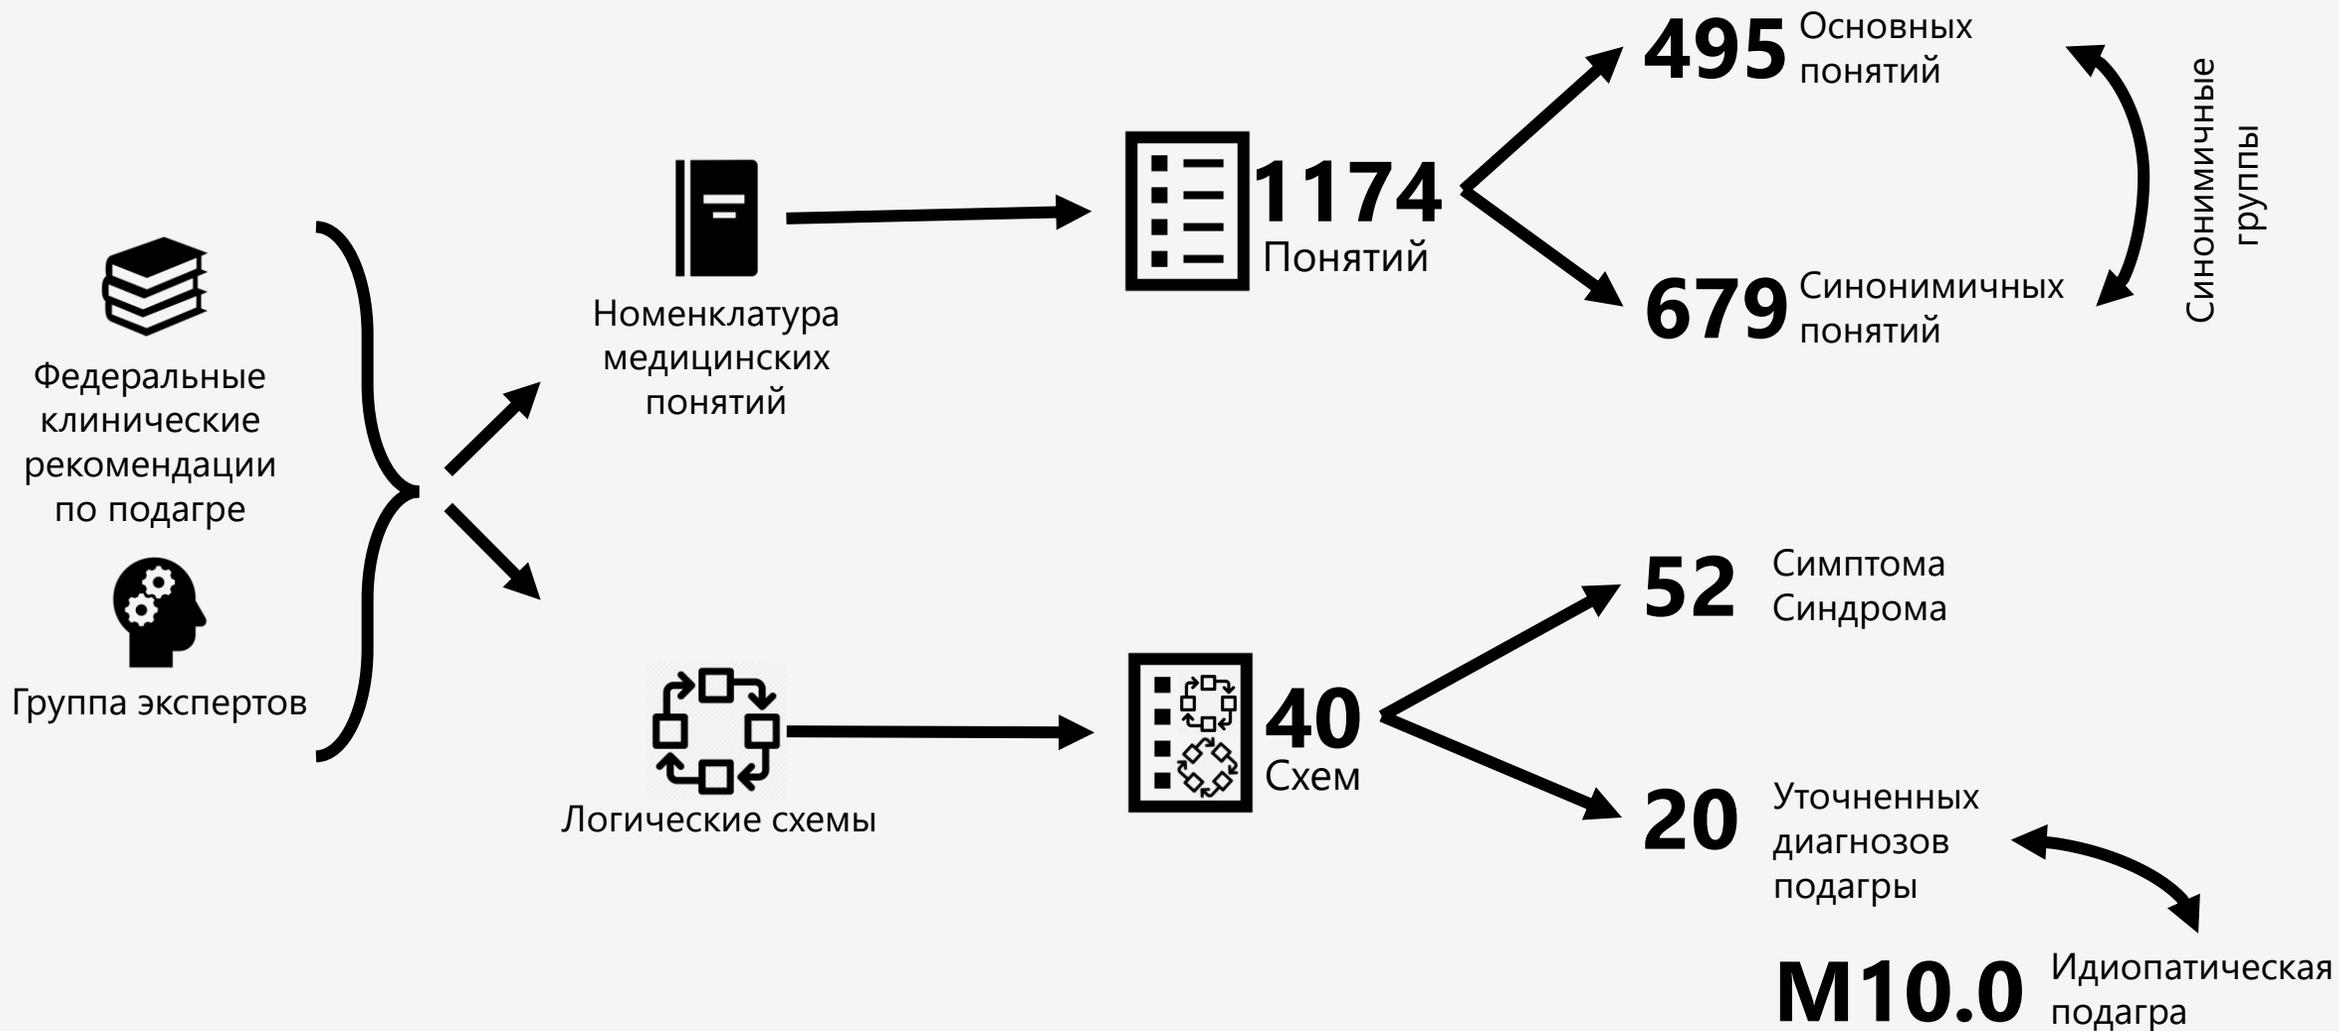 Федеральные
клинические
рекомендации
по подагре
Группа экспертов
Номенклатура
медицинских
понятий
Логические схемы
1174
Понятий
40
Схем
495
Основных
понятий
679
Синонимичных
понятий
Синонимичные
группы
52
Симптома
Синдрома
20
Уточненных
диагнозов
подагры
M10.0
Идиопатическая
подагра